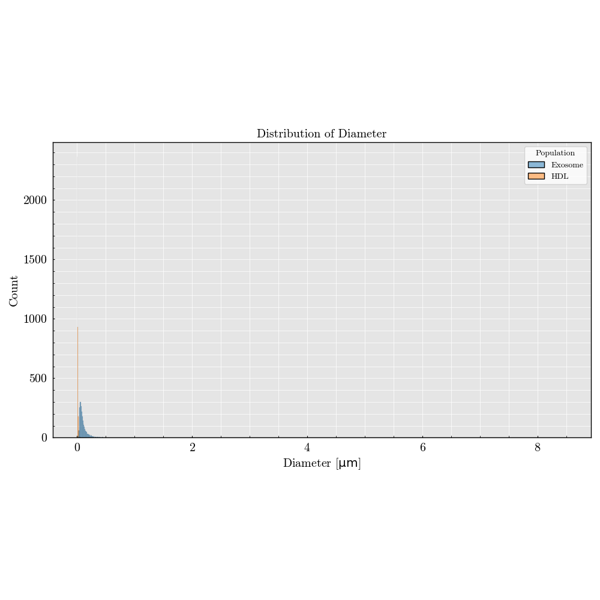 Distribution of Diameter
Population
Exosome
HDL
2000
1500
1000
500
0
Count
0 2 4 6 8
Diameter [μm]